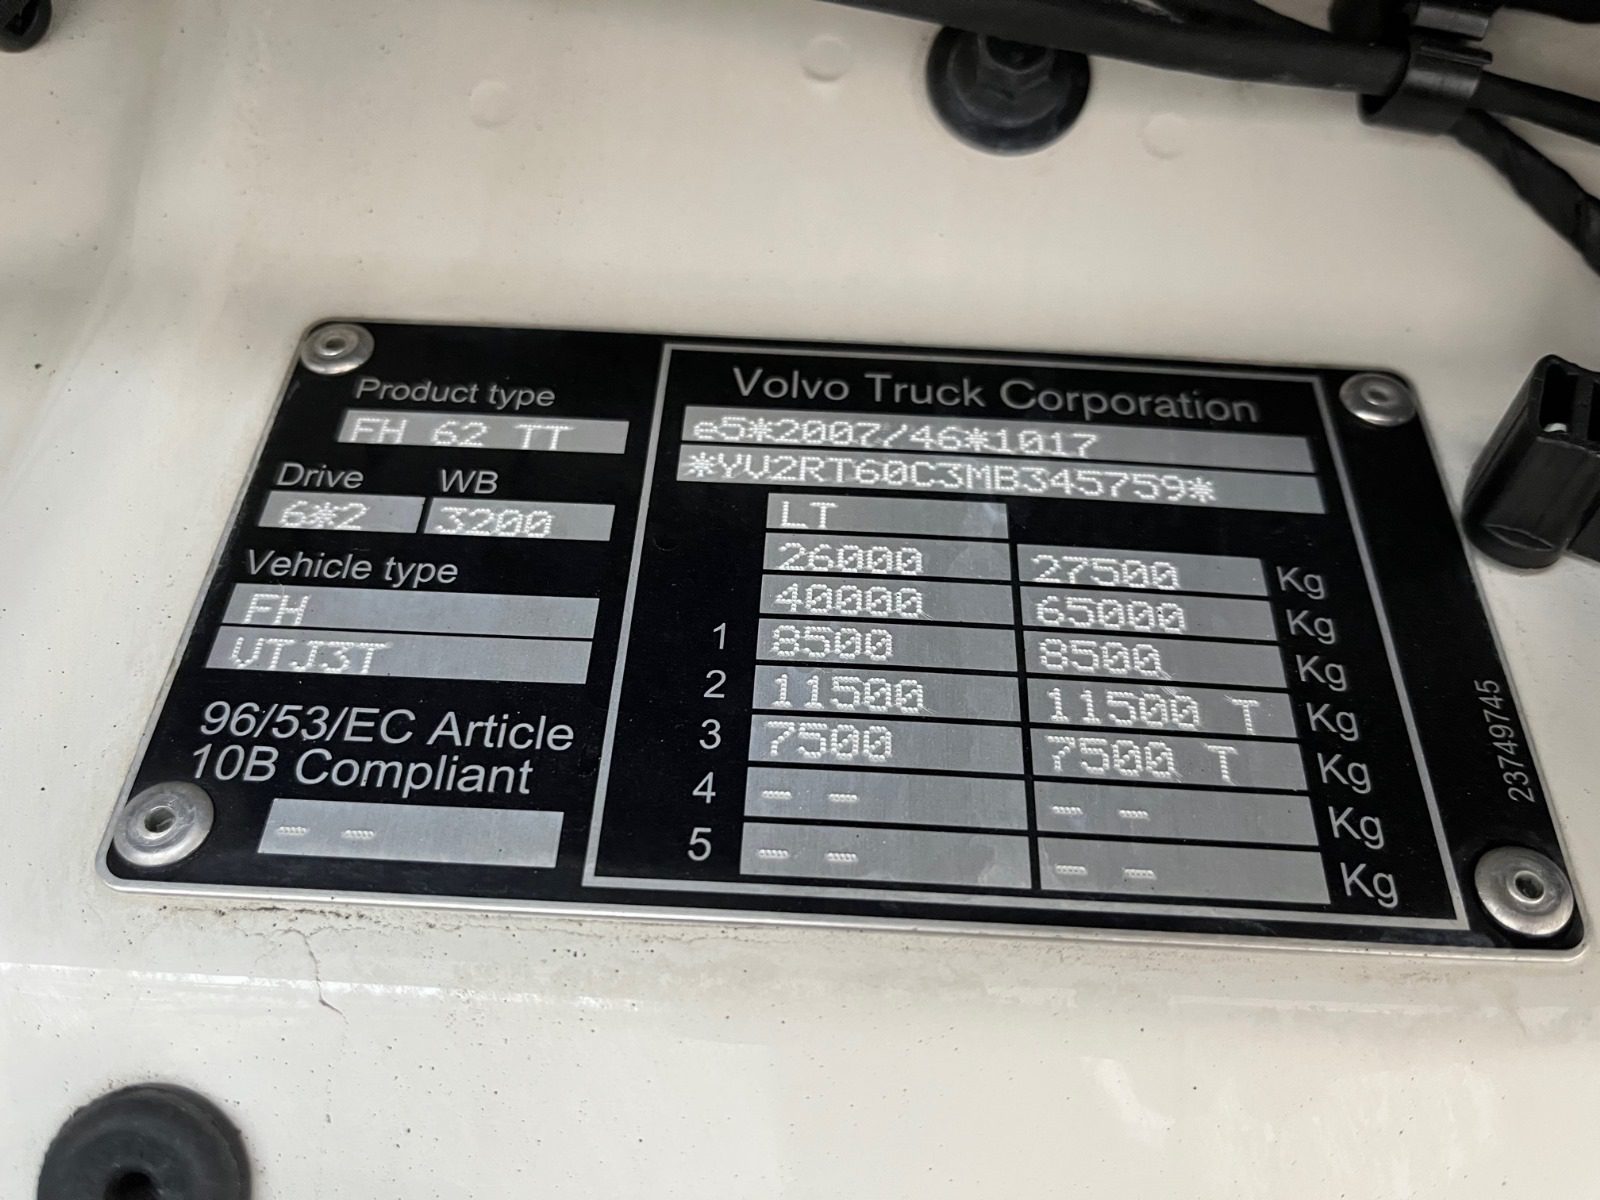 Product type
FH 62 TT
Drive WB
6*2 3200
Vehicle type
FH
VTJ3T
96/53/EC Article
10B Compliant
- -
Volvo Truck Corporation
e5*2007/46*1017
*YV2RT60C3MB345759*
LT
26000 27500 Kg
40000 65000 Kg
1 8500 8500 Kg
2 11500 11500 T Kg
3 7500 7500 T Kg
4 - - - - Kg
5 - - - - Kg
23749745